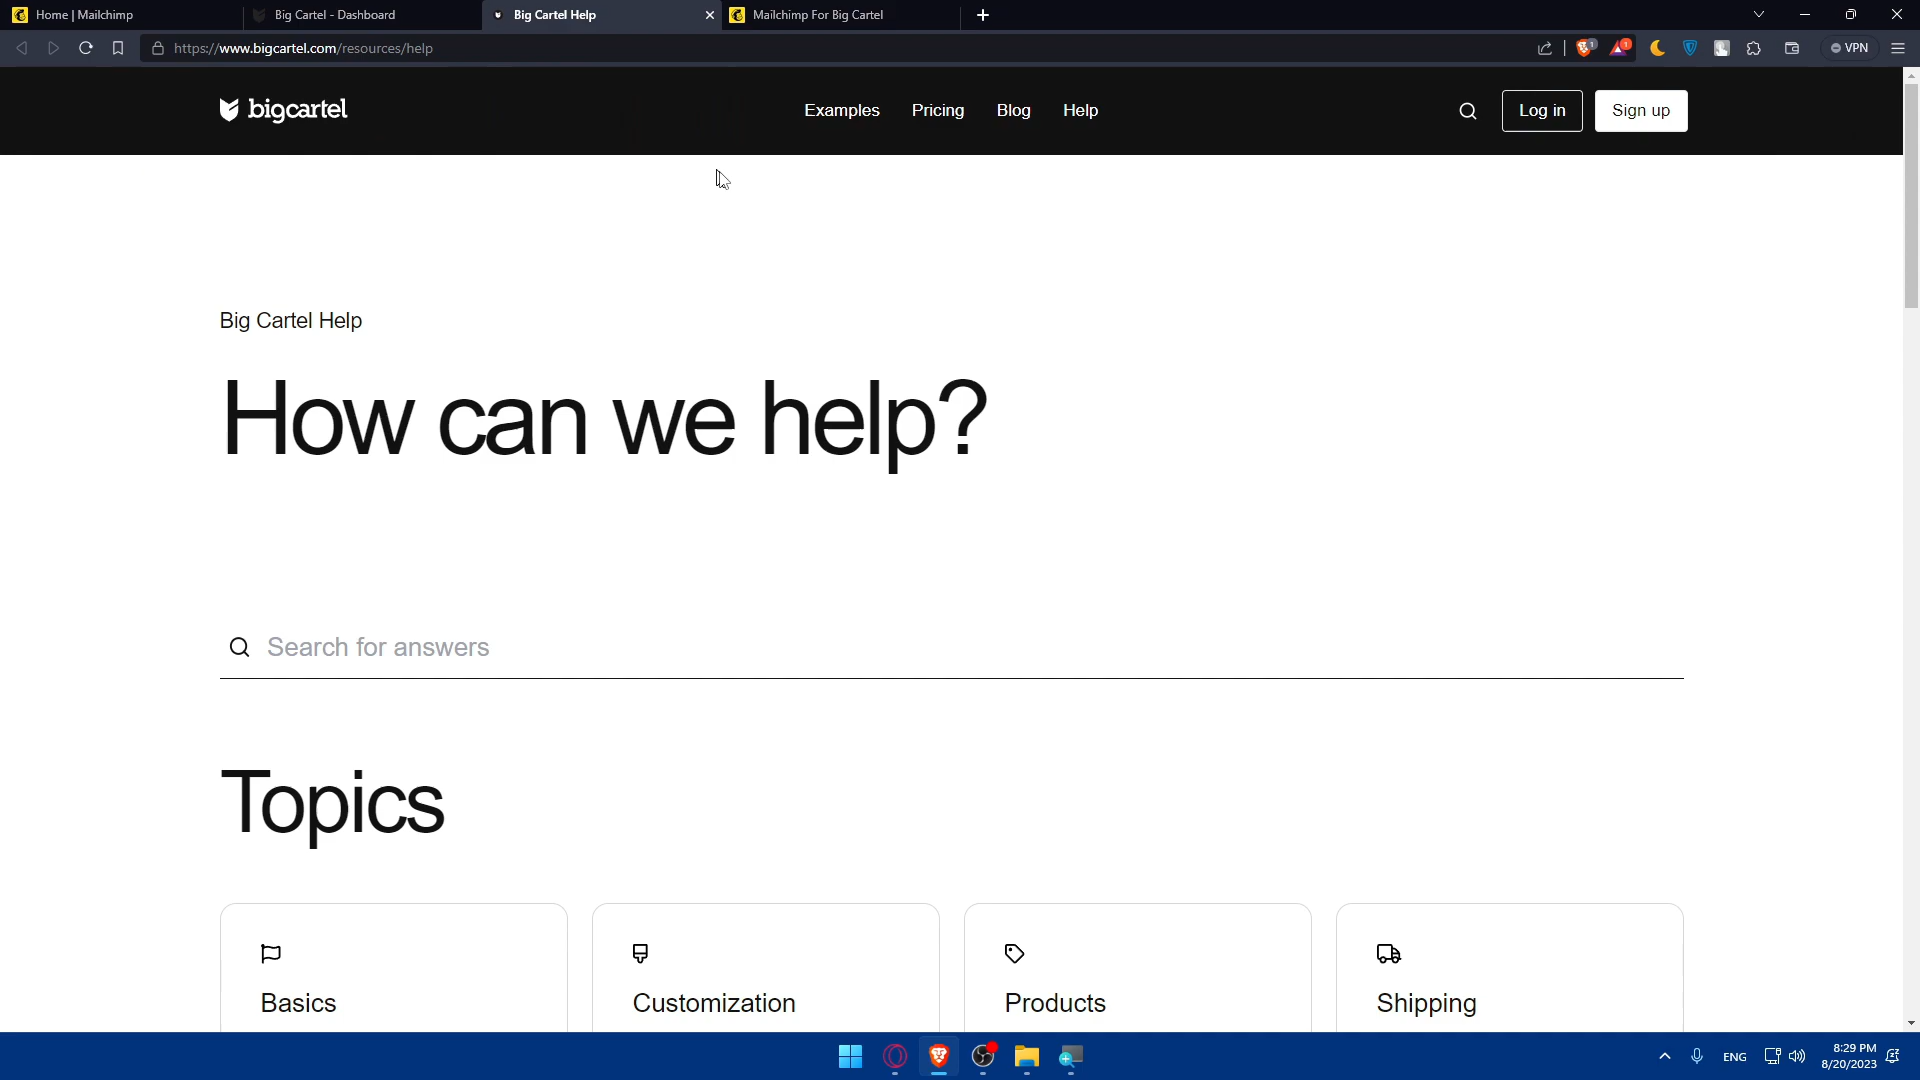 Home | Mailchimp
Big Cartel - Dashboard
Big Cartel Help
Mailchimp For Big Cartel
https://www.bigcartel.com/resources/help
1
1
VPN
bigcartel
Examples
Pricing
Blog
Help
Log in
Sign up
Big Cartel Help
How can we help?
Search for answers
Topics
Basics
Customization
Products
Shipping
ENG
8:29 PM
8/20/2023